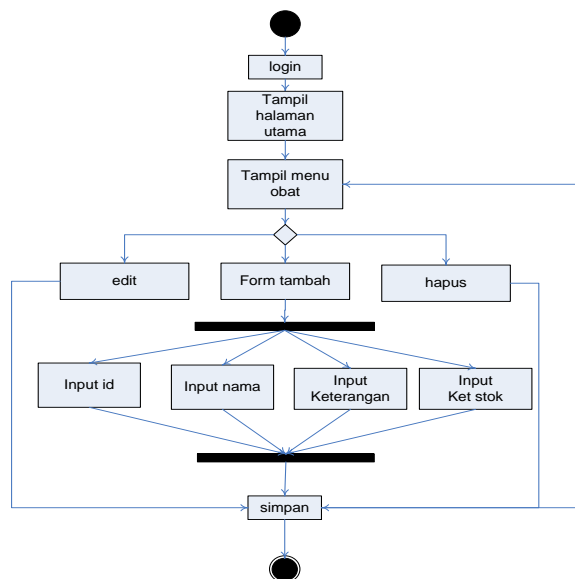 login
Tampil
halaman
utama
Tampil menu
obat
edit
Form tambah
hapus
Input id
Input nama
Input
Keterangan
Input
Ket stok
simpan